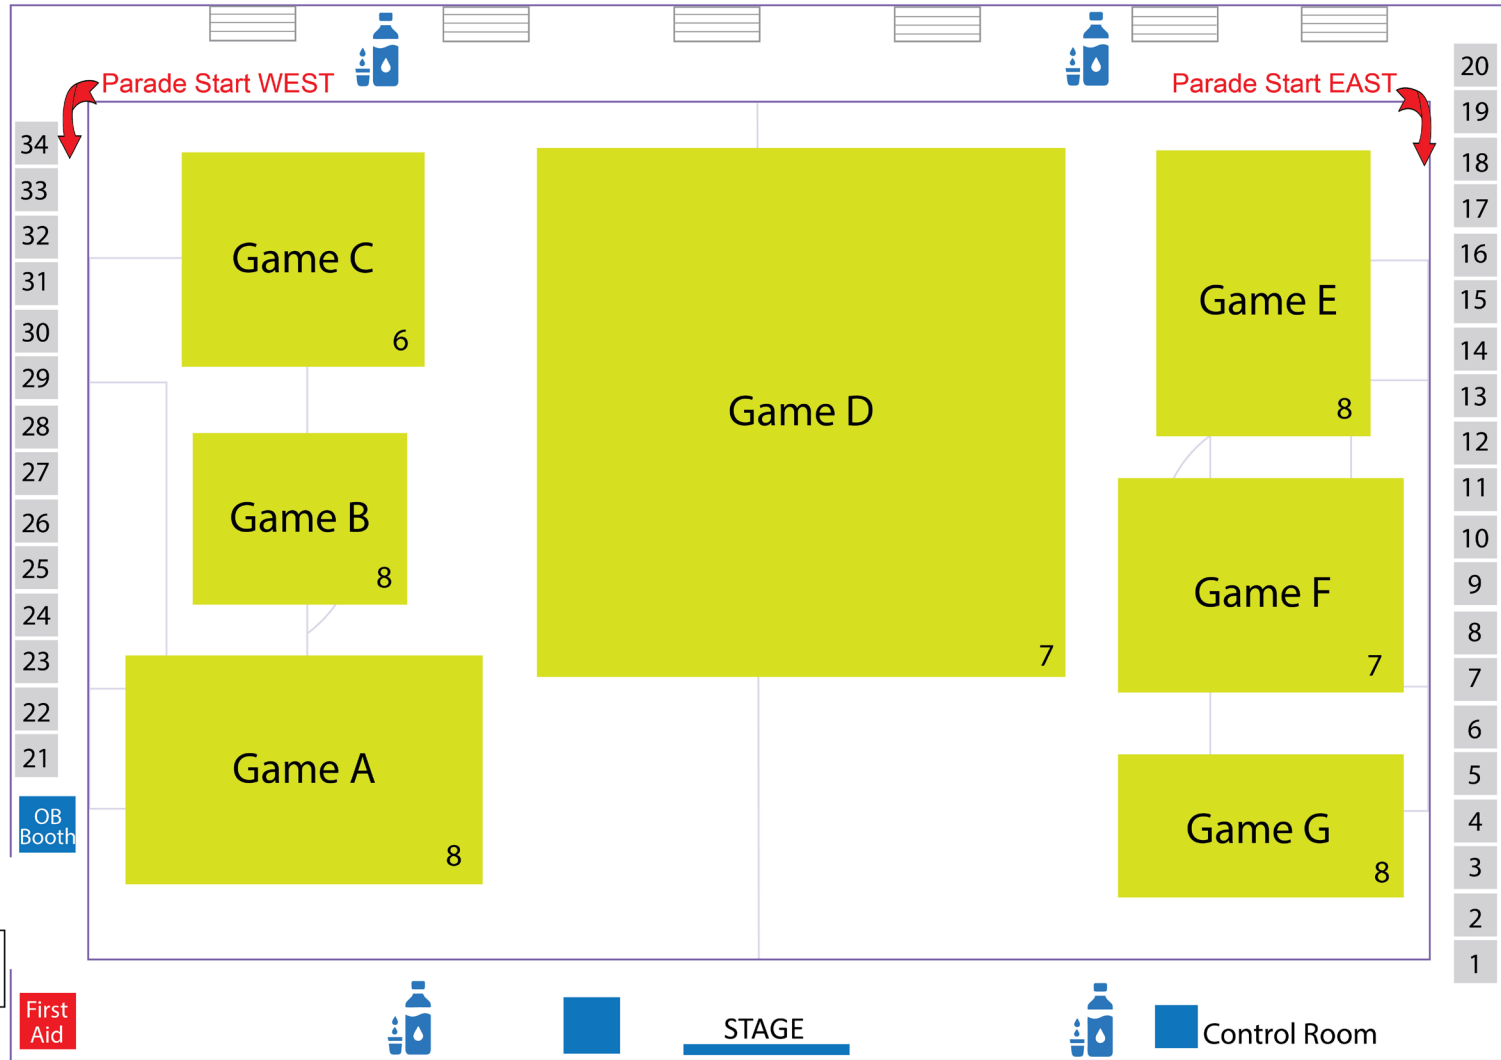 Parade Start WEST
Parade Start EAST
34
33
32
31
30
29
28
27
26
25
24
23
22
21
OB
Booth
First
Aid
Game C
6
Game B
8
Game A
8
Game D
7
Game E
8
Game F
7
Game G
8
20
19
18
17
16
15
14
13
12
11
10
9
8
7
6
5
4
3
2
1
STAGE
Control Room